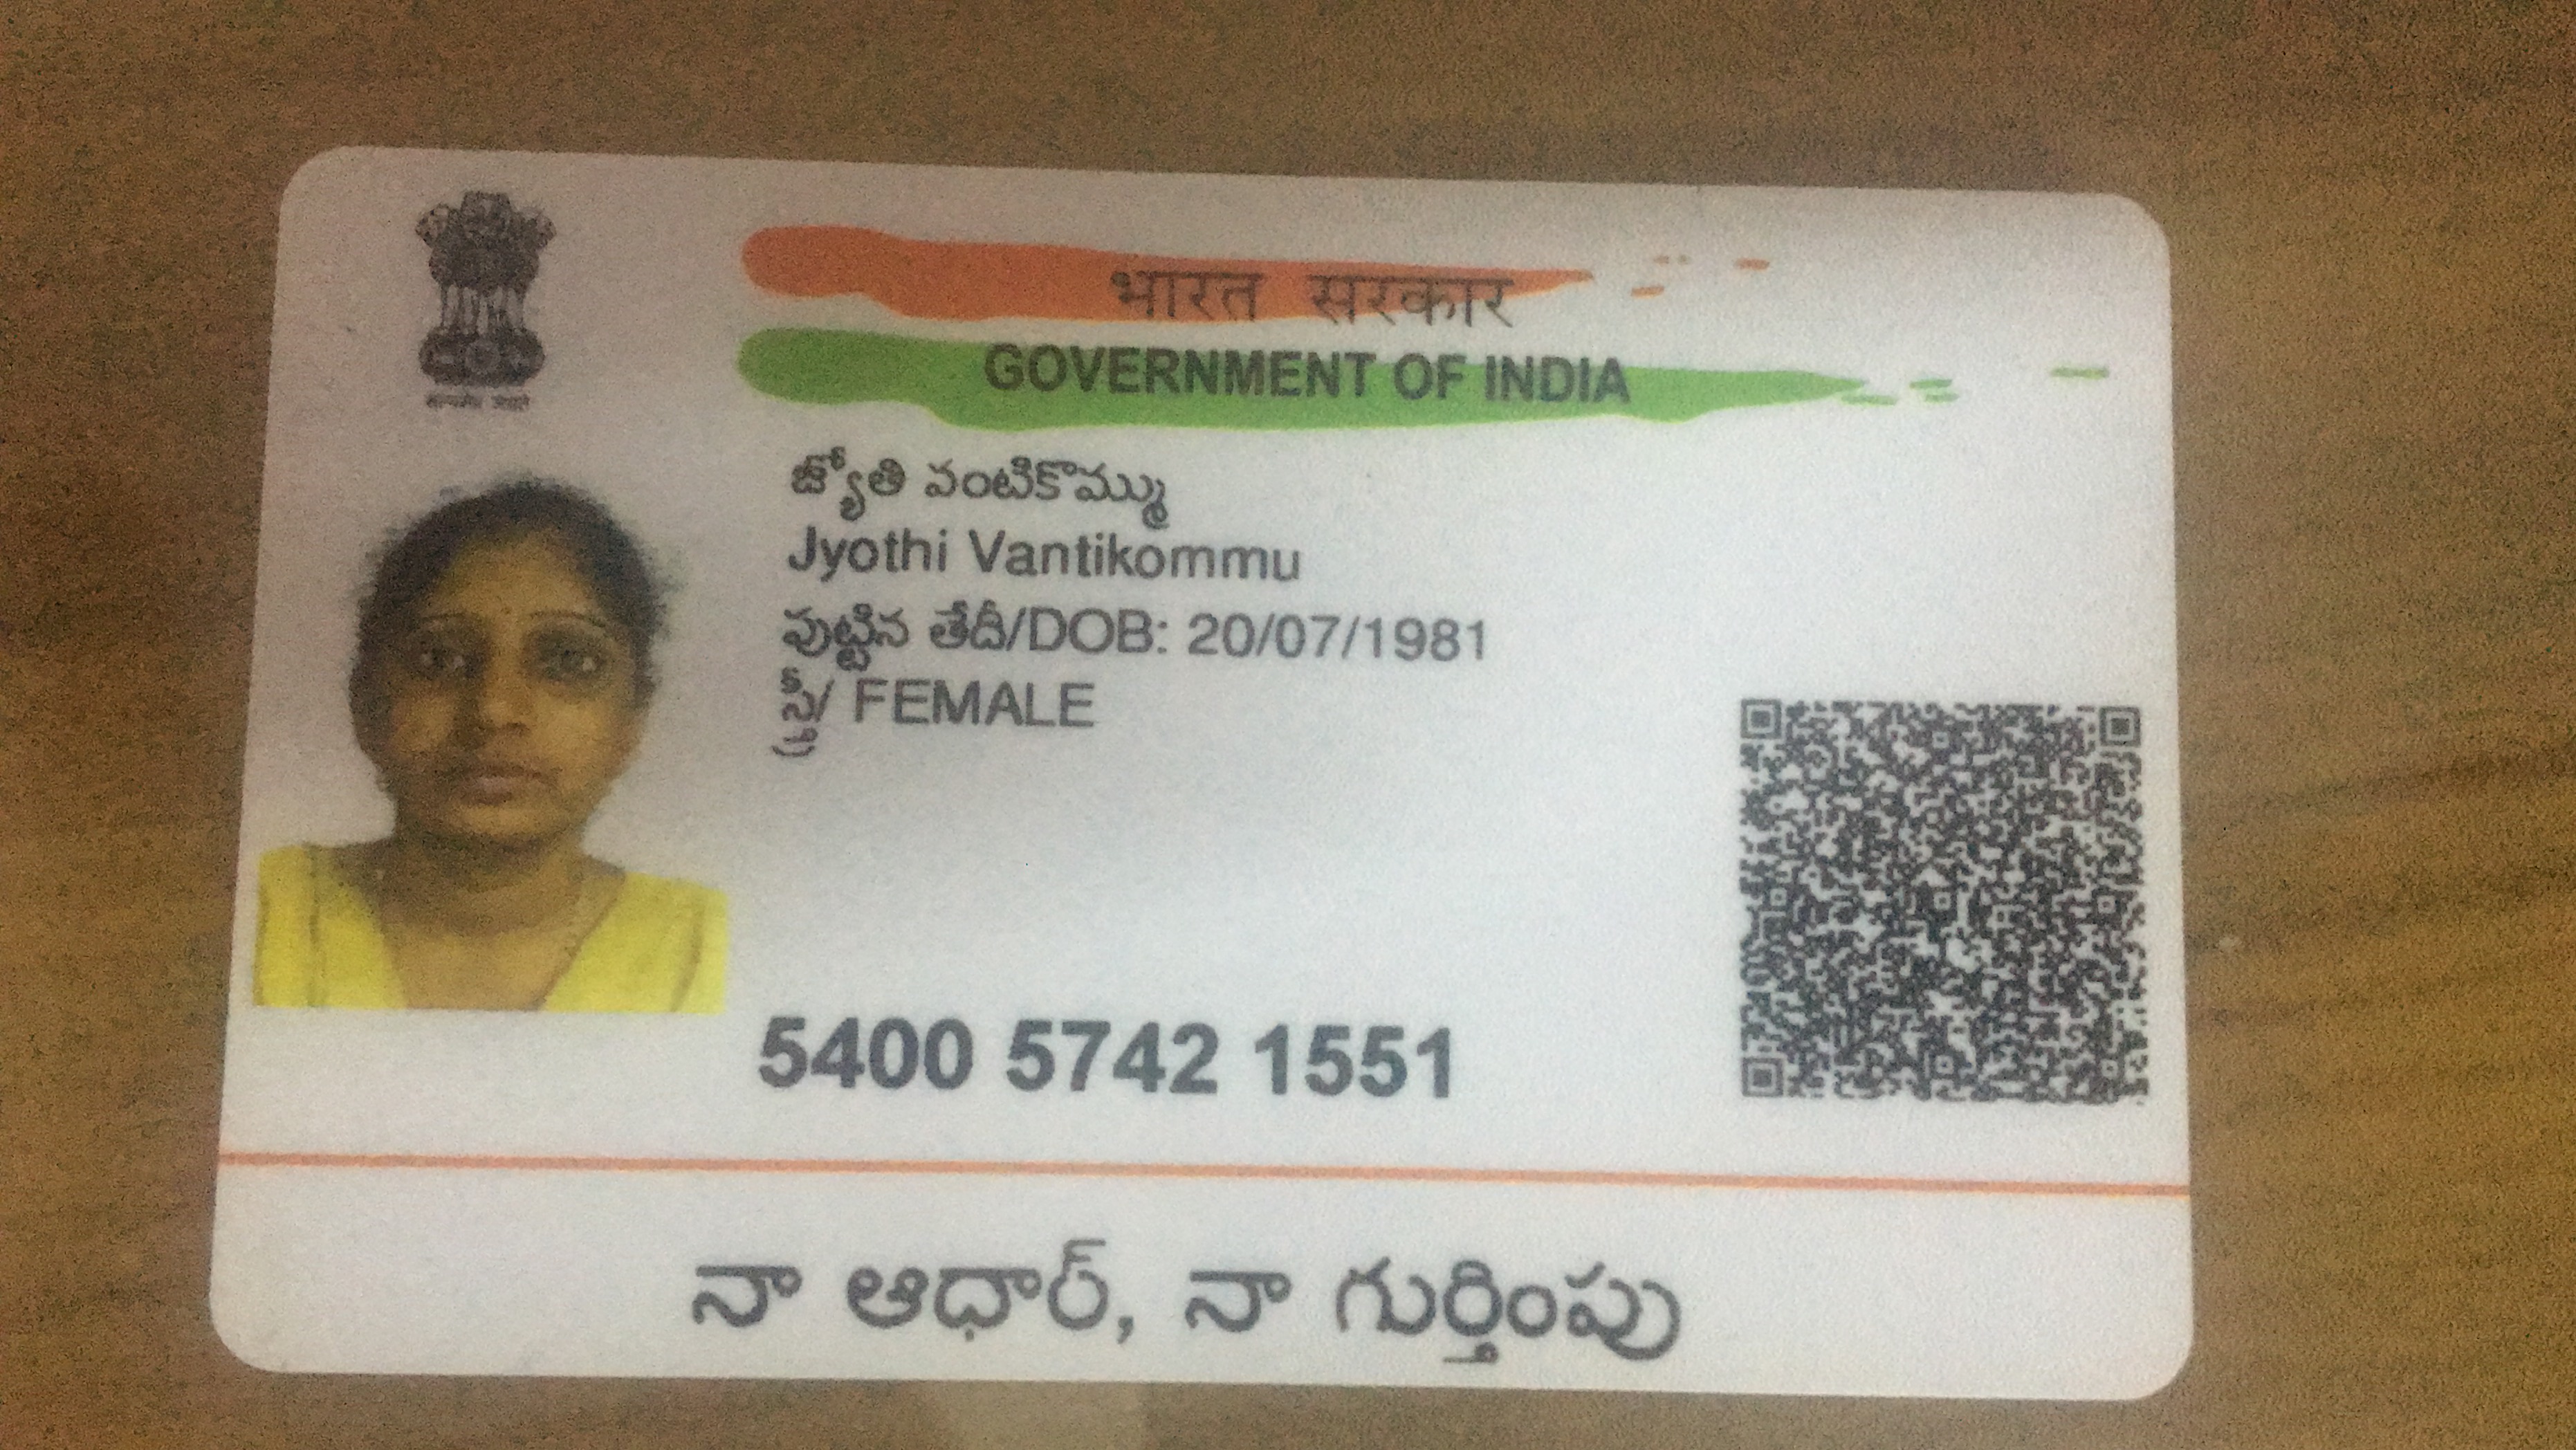 भारत सरकार
GOVERNMENT OF INDIA
జ్యోతి వంటికొమ్ము
Jyothi Vantikommu
పుట్టిన తేదీ/DOB: 20/07/1981
స్త్రీ/ FEMALE
5400 5742 1551
నా ఆధార్, నా గుర్తింపు